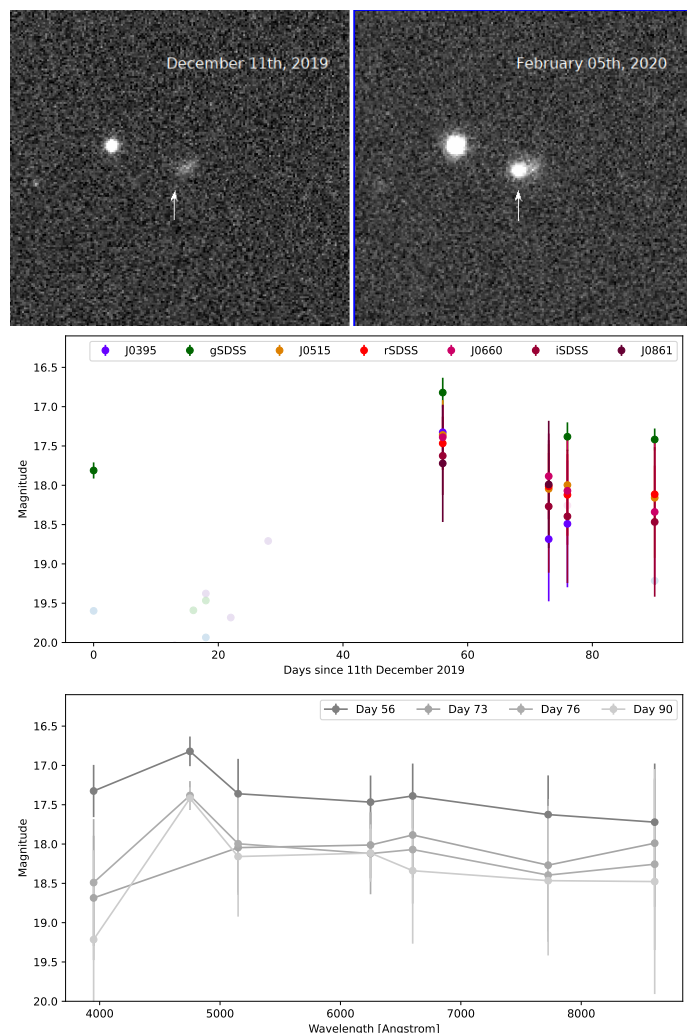 December 11th, 2019
February 05th, 2020
J0395 gSDSS J0515 rSDSS J0660 iSDSS J0861
16.5
17.0
17.5
18.0
18.5
19.0
19.5
20.0
Magnitude
0 20 40 60 80
Days since 11th December 2019
Day 56 Day 73 Day 76 Day 90
16.5
17.0
17.5
18.0
18.5
19.0
19.5
20.0
Magnitude
4000 5000 6000 7000 8000
Wavelength [Angstrom]